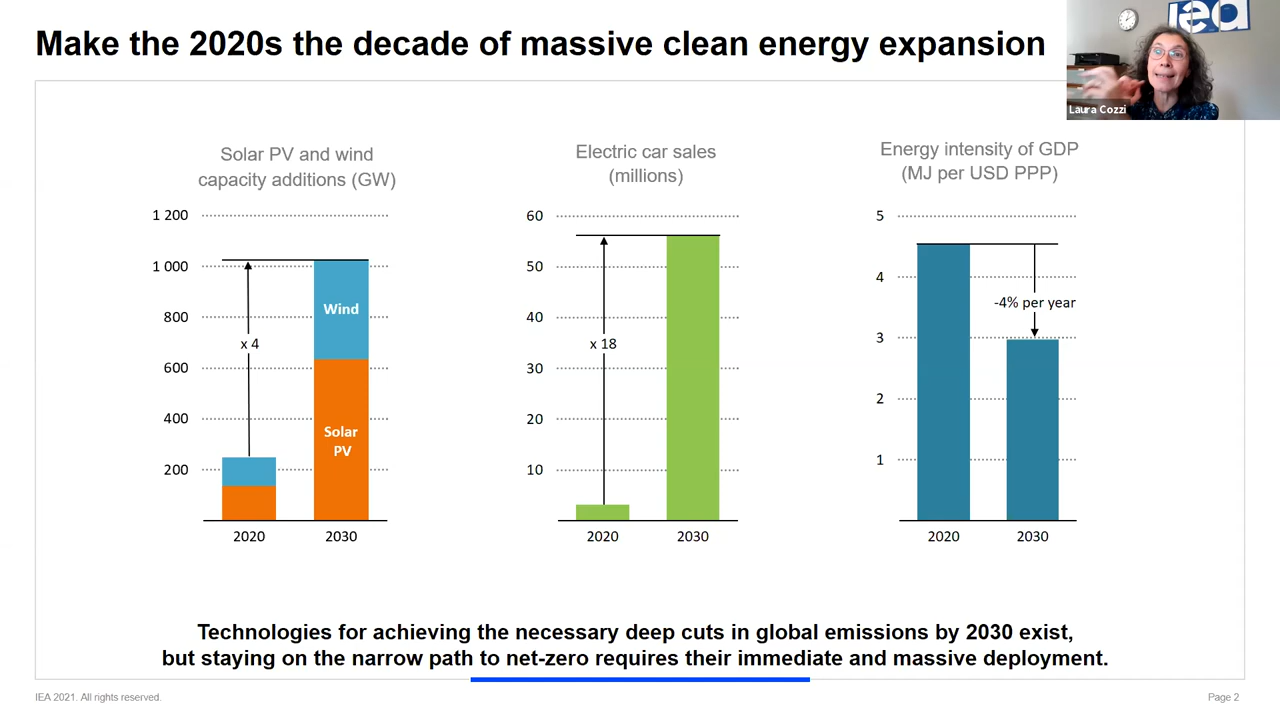 Make the 2020s the decade of massive clean energy expansion
iea
Laura Cozzi
Solar PV and wind
capacity additions (GW)
1 200
1 000
800
600
400
200
x 4
Wind
Solar
PV
2020
2030
Electric car sales
(millions)
60
50
40
30
20
10
x 18
2020
2030
Energy intensity of GDP
(MJ per USD PPP)
5
4
3
2
1
-4% per year
2020
2030
Technologies for achieving the necessary deep cuts in global emissions by 2030 exist,
but staying on the narrow path to net-zero requires their immediate and massive deployment.
IEA 2021. All rights reserved.
Page 2